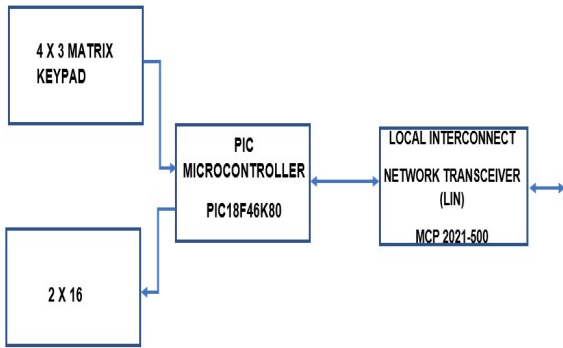 4 X 3 MATRIX
KEYPAD
PIC
MICROCONTROLLER
PIC18F46K80
LOCAL INTERCONNECT
NETWORK TRANSCEIVER
(LIN)
MCP 2021-500
2 X 16